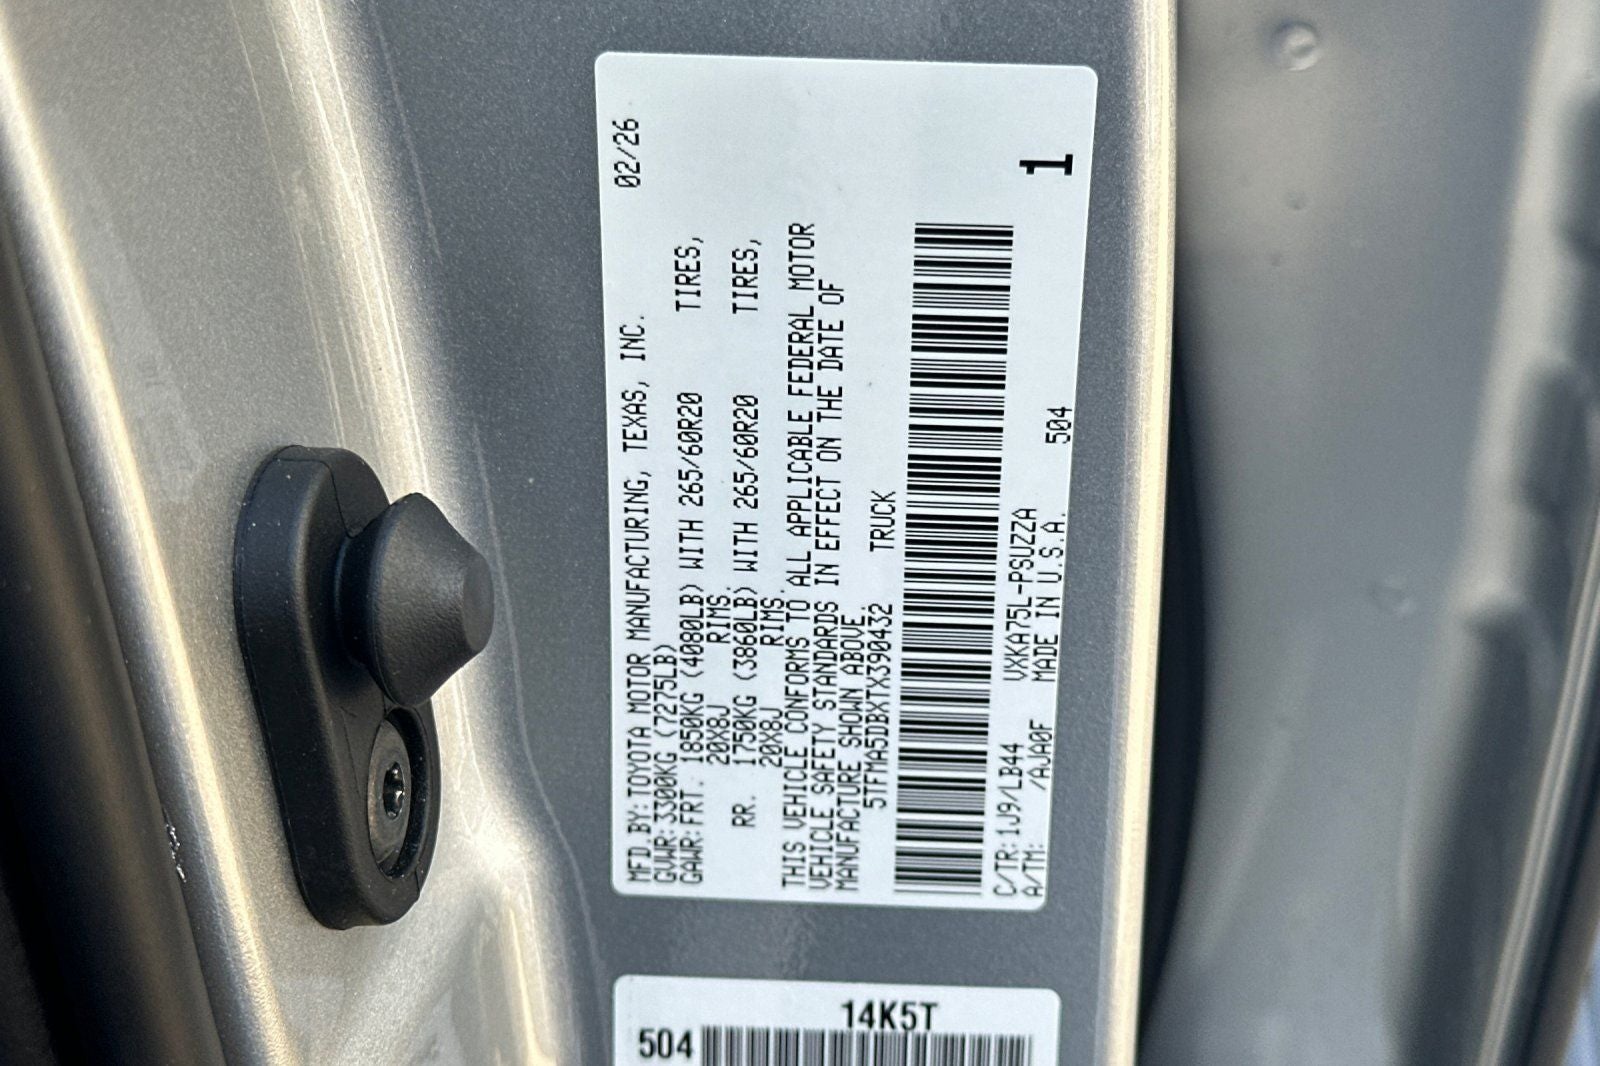 MFD BY: TOYOTA MOTOR MANUFACTURING, TEXAS, INC. 02/26
GVWR: 3300KG (7275LB)
GAWR: FRT. 1850KG (4080LB) WITH 265/60R20 TIRES,
20X8J RIMS.
RR. 1750KG (3860LB) WITH 265/60R20 TIRES,
20X8J RIMS.
THIS VEHICLE CONFORMS TO ALL APPLICABLE FEDERAL MOTOR
VEHICLE SAFETY STANDARDS IN EFFECT ON THE DATE OF
MANUFACTURE SHOWN ABOVE.
5TFMA5DBXTX390432 TRUCK
C/TR: 1J9/LB44 VXKA75L-PSUZZA
A/TM: /AJA0F MADE IN U.S.A. 504
1
14K5T
504